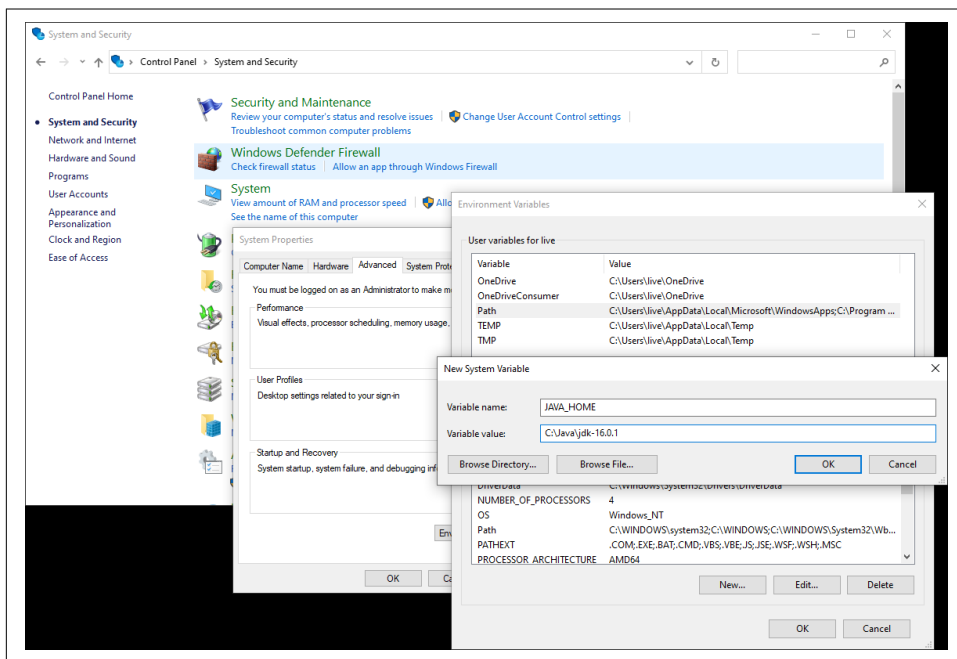 System and Security
Control Panel > System and Security
Control Panel Home
System and Security
Network and Internet
Hardware and Sound
Programs
User Accounts
Appearance and
Personalization
Clock and Region
Ease of Access
Security and Maintenance
Review your computer's status and resolve issues
Change User Account Control settings
Troubleshoot common computer problems
Windows Defender Firewall
Check firewall status
Allow an app through Windows Firewall
System
View amount of RAM and processor speed
See the name of this computer
System Properties
Computer Name Hardware Advanced System Prote
You must be logged on as an Administrator to make m
Performance
Visual effects, processor scheduling, memory usage,
User Profiles
Desktop settings related to your sign-in
Startup and Recovery
System startup, system failure, and debugging inf
OK
Environment Variables
User variables for live
Variable Value
OneDrive C:\Users\live\OneDrive
OneDriveConsumer C:\Users\live\OneDrive
Path C:\Users\live\AppData\Local\Microsoft\WindowsApps;C:\Program ...
TEMP C:\Users\live\AppData\Local\Temp
TMP C:\Users\live\AppData\Local\Temp
New System Variable
Variable name: JAVA_HOME
Variable value: C:\Java\jdk-16.0.1
Browse Directory... Browse File... OK Cancel
DriverData C:\Windows\System32\Drivers\DriverData
NUMBER_OF_PROCESSORS 4
OS Windows_NT
Path C:\WINDOWS\system32;C:\WINDOWS;C:\WINDOWS\System32\Wb...
PATHEXT .COM;.EXE;.BAT;.CMD;.VBS;.VBE;.JS;.JSE;.WSF;.WSH;.MSC
PROCESSOR_ARCHITECTURE AMD64
New... Edit... Delete
OK Cancel